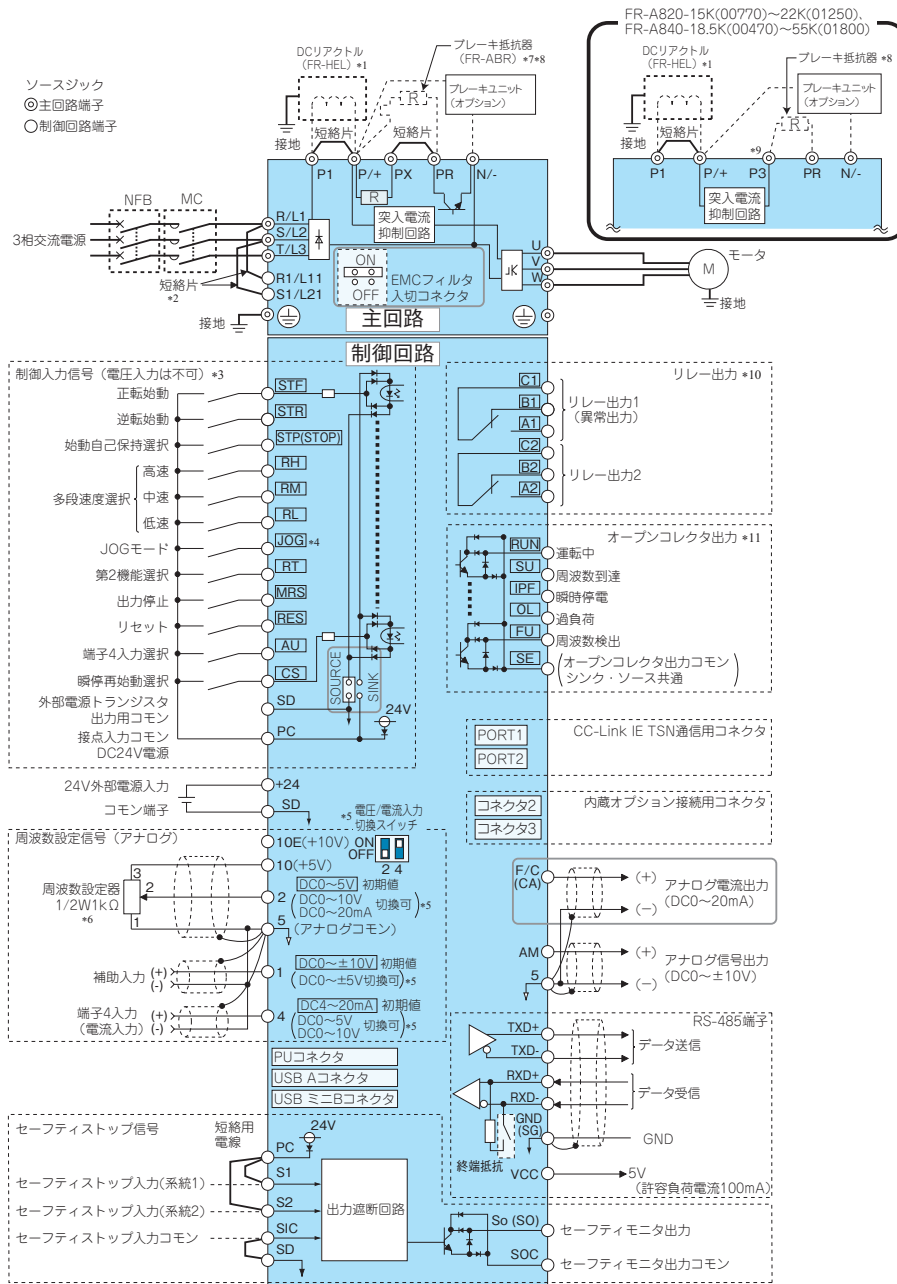 FR-A820-15K(00770)~22K(01250)、
FR-A840-18.5K(00470)~55K(01800)
DCリアクトル
(FR-HEL) *1
ブレーキ抵抗器
(FR-ABR) *7*8
ブレーキユニット
(オプション)
R
接地
短絡片
短絡片
P1
P/+
PX
PR
N/-
DCリアクトル
(FR-HEL) *1
ブレーキ抵抗器 *8
ブレーキユニット
(オプション)
R
接地
短絡片
*9
P1
P/+
P3
PR
N/-
突入電流
抑制回路
ソースジック
主回路端子
制御回路端子
NFB
MC
3相交流電源
R/L1
S/L2
T/L3
R1/L11
S1/L21
短絡片
*2
接地
R
突入電流
抑制回路
ON
OFF
EMCフィルタ
入切コネクタ
U
V
W
M
モータ
接地
主回路
制御回路
制御入力信号(電圧入力は不可) *3
正転始動
STF
逆転始動
STR
始動自己保持選択
STP(STOP)
多段速度選択
高速
RH
中速
RM
低速
RL
JOGモード
JOG *4
第2機能選択
RT
出力停止
MRS
リセット
RES
端子4入力選択
AU
瞬停再始動選択
CS
外部電源トランジスタ
出力用コモン
SD
接点入力コモン
DC24V電源
PC
SOURCE
SINK
24V
リレー出力 *10
C1
B1
A1
リレー出力1
(異常出力)
C2
B2
A2
リレー出力2
オープンコレクタ出力 *11
RUN
運転中
SU
周波数到達
IPF
瞬時停電
OL
過負荷
FU
周波数検出
SE
(オープンコレクタ出力コモン
シンク・ソース共通)
PORT1
PORT2
CC-Link IE TSN通信用コネクタ
コネクタ2
コネクタ3
内蔵オプション接続用コネクタ
24V外部電源入力
+24
コモン端子
SD
*5 電圧/電流入力
切換スイッチ
ON
OFF
2 4
周波数設定信号(アナログ)
10E(+10V)
10(+5V)
周波数設定器
1/2W1kΩ
*6
3
2
1
2
DC0~5V 初期値
(DC0~10V
DC0~20mA 切換可) *5
5
(アナログコモン)
補助入力
(+)
(-)
1
DC0~±10V 初期値
(DC0~±5V切換可) *5
端子4入力
(電流入力)
(+)
(-)
4
DC4~20mA 初期値
(DC0~5V
DC0~10V 切換可) *5
F/C
(CA)
(+)
(-)
アナログ電流出力
(DC0~20mA)
AM
5
(+)
(-)
アナログ信号出力
(DC0~±10V)
PUコネクタ
USB Aコネクタ
USB ミニBコネクタ
RS-485端子
TXD+
TXD-
データ送信
RXD+
RXD-
データ受信
GND
(SG)
GND
終端抵抗
VCC
5V
(許容負荷電流100mA)
セーフティストップ信号
短絡用
電線
24V
PC
セーフティストップ入力(系統1)
S1
セーフティストップ入力(系統2)
S2
セーフティストップ入力コモン
SIC
SD
出力遮断回路
So (SO)
セーフティモニタ出力
SOC
セーフティモニタ出力コモン